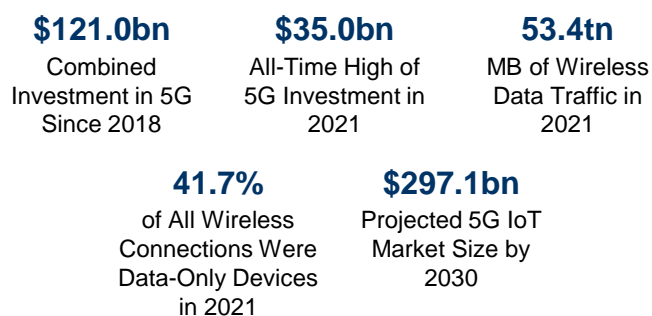 $121.0bn
Combined
Investment in 5G
Since 2018
$35.0bn
All-Time High of
5G Investment in
2021
53.4tn
MB of Wireless
Data Traffic in
2021
41.7%
of All Wireless
Connections Were
Data-Only Devices
in 2021
$297.1bn
Projected 5G IoT
Market Size by
2030